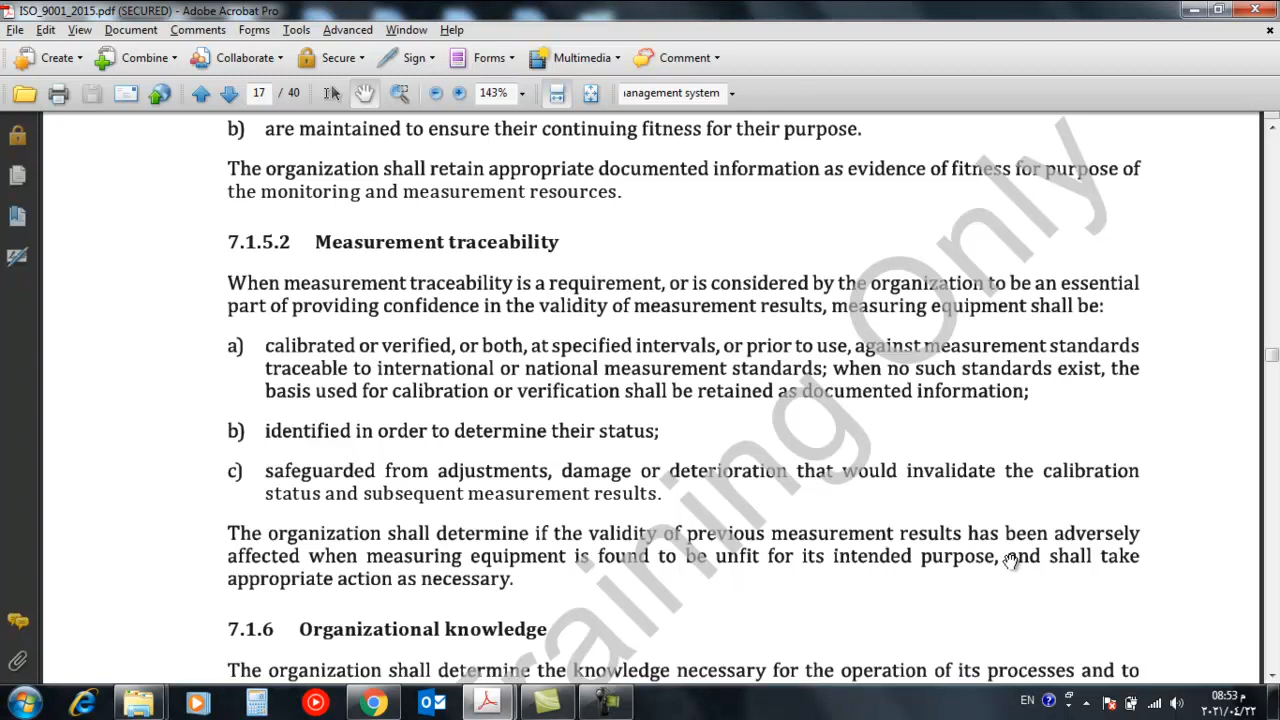 ISO_9001_2015.pdf (SECURED) - Adobe Acrobat Pro
File Edit View Document Comments Forms Tools Advanced Window Help
Create Combine Collaborate Secure Sign Forms Multimedia Comment
17 / 40 143% ıanagement system
b) are maintained to ensure their continuing fitness for their purpose.
The organization shall retain appropriate documented information as evidence of fitness for purpose of
the monitoring and measurement resources.
7.1.5.2 Measurement traceability
When measurement traceability is a requirement, or is considered by the organization to be an essential
part of providing confidence in the validity of measurement results, measuring equipment shall be:
a) calibrated or verified, or both, at specified intervals, or prior to use, against measurement standards
traceable to international or national measurement standards; when no such standards exist, the
basis used for calibration or verification shall be retained as documented information;
b) identified in order to determine their status;
c) safeguarded from adjustments, damage or deterioration that would invalidate the calibration
status and subsequent measurement results.
The organization shall determine if the validity of previous measurement results has been adversely
affected when measuring equipment is found to be unfit for its intended purpose, and shall take
appropriate action as necessary.
7.1.6 Organizational knowledge
The organization shall determine the knowledge necessary for the operation of its processes and to
Training Only
EN
08:53 م
٢٠٢١/٠٤/٢٢